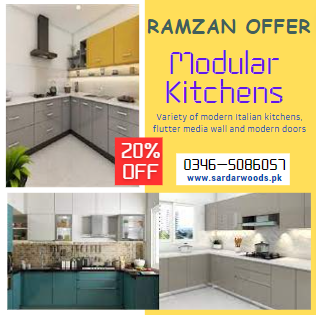 RAMZAN OFFER
Modular
Kitchens
Variety of modern italian kitchens,
flutter media wall and modern doors
20%
OFF
0346-5086057
www.sardarwoods.pk